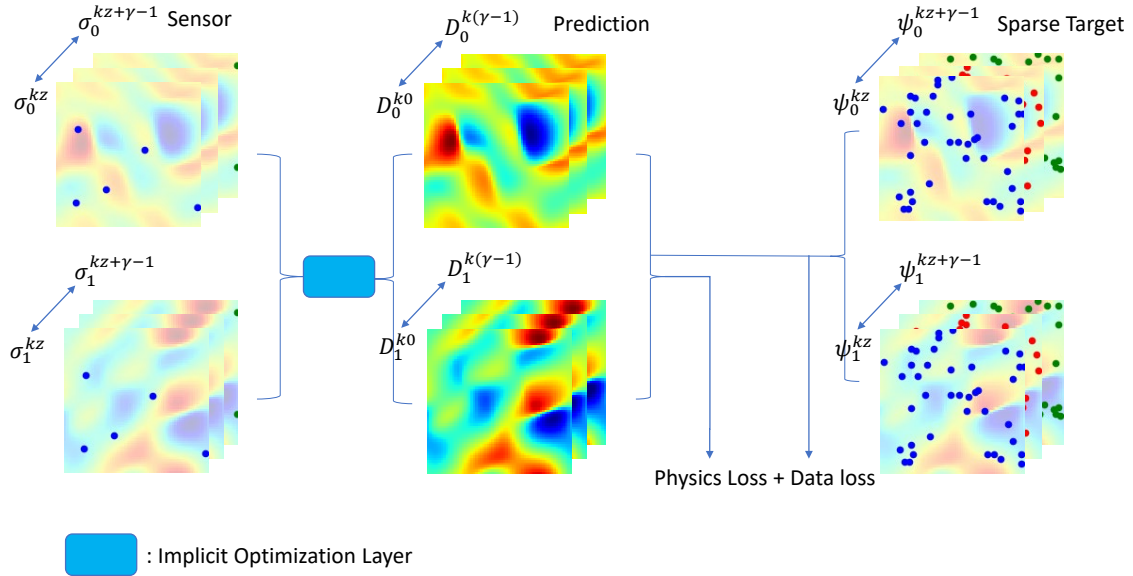 σ_0^{kz+γ−1} Sensor
D_0^{k(γ−1)} Prediction
ψ_0^{kz+γ−1} Sparse Target
σ_0^{kz}
D_0^{k0}
ψ_0^{kz}
σ_1^{kz+γ−1}
D_1^{k(γ−1)}
ψ_1^{kz+γ−1}
σ_1^{kz}
D_1^{k0}
ψ_1^{kz}
Physics Loss + Data loss
: Implicit Optimization Layer